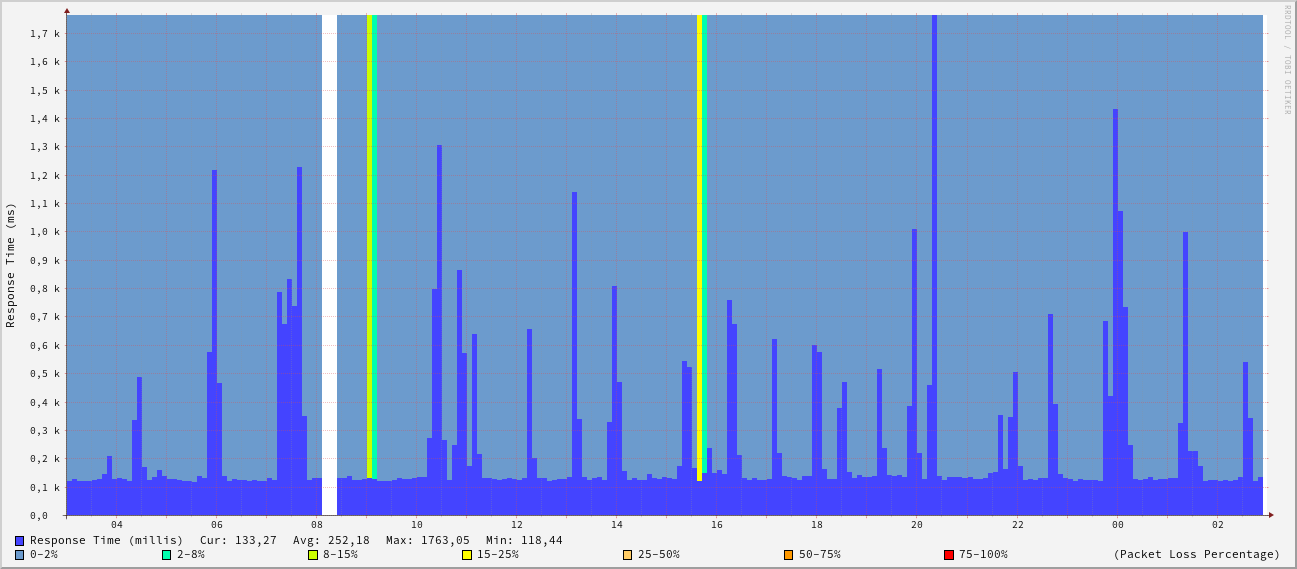 RRDTOOL / TOBI OETIKER
Response Time (ms)
1,7 k
1,6 k
1,5 k
1,4 k
1,3 k
1,2 k
1,1 k
1,0 k
0,9 k
0,8 k
0,7 k
0,6 k
0,5 k
0,4 k
0,3 k
0,2 k
0,1 k
0,0
04 06 08 10 12 14 16 18 20 22 00 02
Response Time (millis) Cur: 133,27 Avg: 252,18 Max: 1763,05 Min: 118,44
0-2% 2-8% 8-15% 15-25% 25-50% 50-75% 75-100% (Packet Loss Percentage)